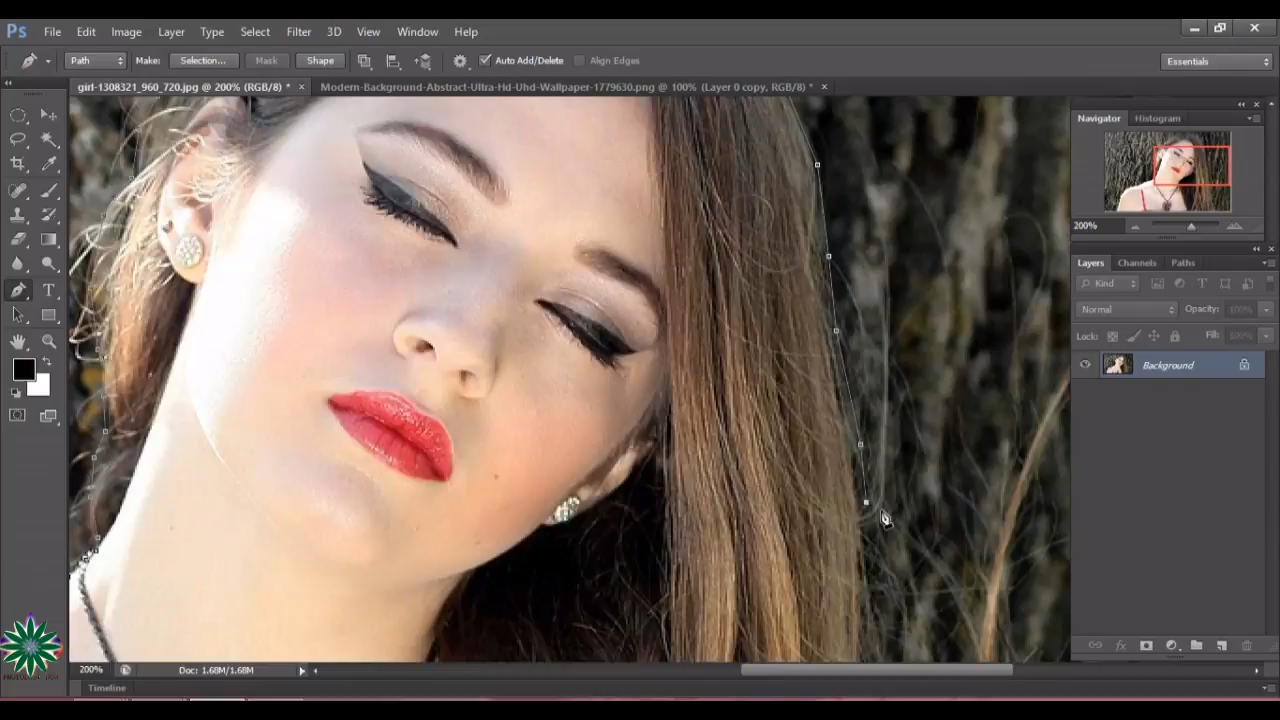 Ps File Edit Image Layer Type Select Filter 3D View Window Help
Path Make: Selection... Mask Shape Auto Add/Delete Align Edges Essentials
girl-1308321_960_720.jpg @ 200% (RGB/8) * × Modern-Background-Abstract-Ultra-Hd-Uhd-Wallpaper-1779630.png @ 100% (Layer 0 copy, RGB/8) * ×
Navigator Histogram
200%
Layers Channels Paths
Kind
Normal Opacity: 100%
Lock: Fill: 100%
Background
T
200% Doc: 1.68M/1.68M
Timeline